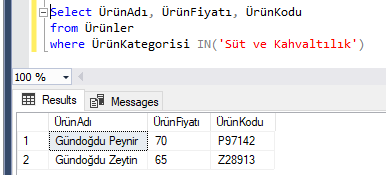 Select ÜrünAdı, ÜrünFiyatı, ÜrünKodu
from Ürünler
where ÜrünKategorisi IN('Süt ve Kahvaltılık')
100 %
Results Messages
ÜrünAdı ÜrünFiyatı ÜrünKodu
1 Gündoğdu Peynir 70 P97142
2 Gündoğdu Zeytin 65 Z28913